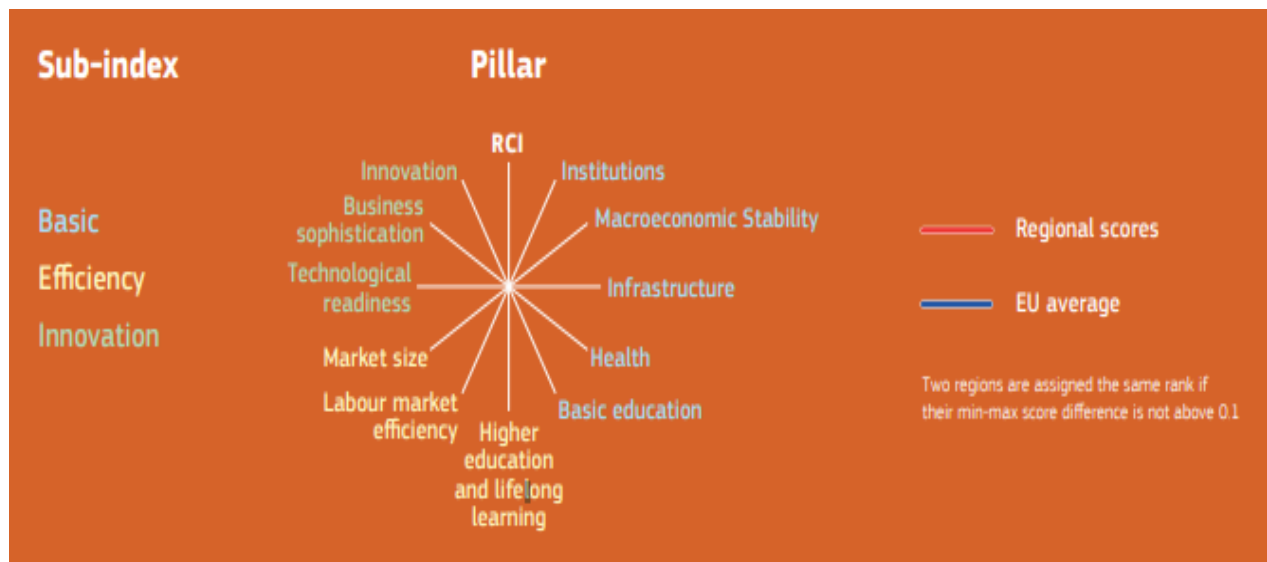 Sub-index
Pillar
Basic
Efficiency
Innovation
RCI
Institutions
Macroeconomic Stability
Infrastructure
Health
Basic education
Higher
education
and lifelong
learning
Labour market
efficiency
Market size
Technological
readiness
Business
sophistication
Innovation
Regional scores
EU average
Two regions are assigned the same rank if
their min-max score difference is not above 0.1